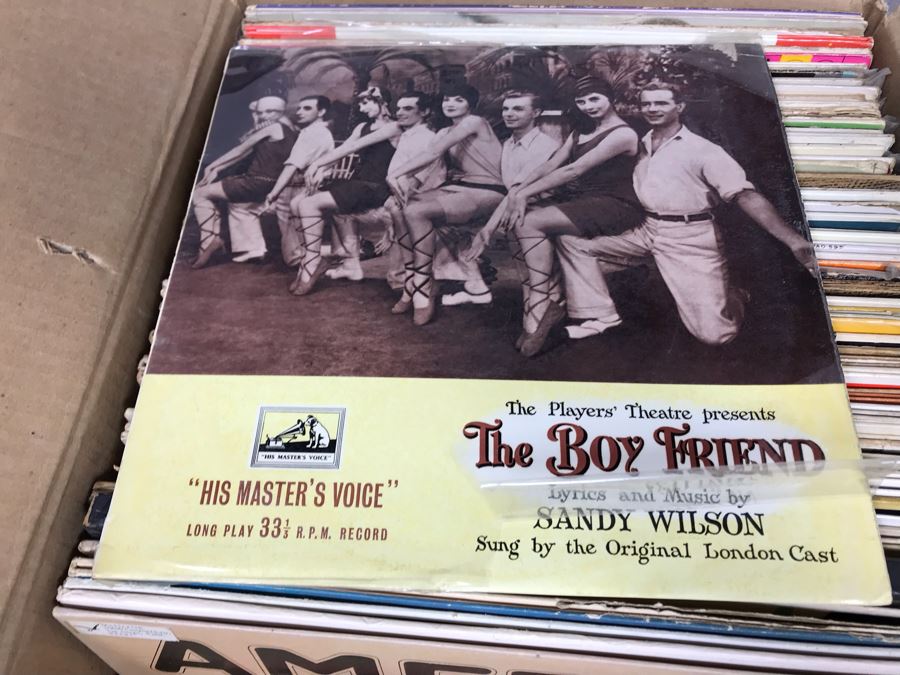 The Players' Theatre presents
The Boy Friend
Lyrics and Music by
SANDY WILSON
Sung by the Original London Cast
"HIS MASTER'S VOICE"
"HIS MASTER'S VOICE"
LONG PLAY 33⅓ R.P.M. RECORD